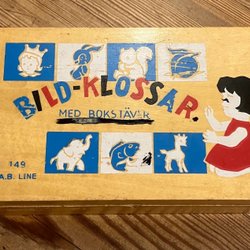 BILD-KLOSSAR.
MED BOKSTÄVER
149
A.B. LINE